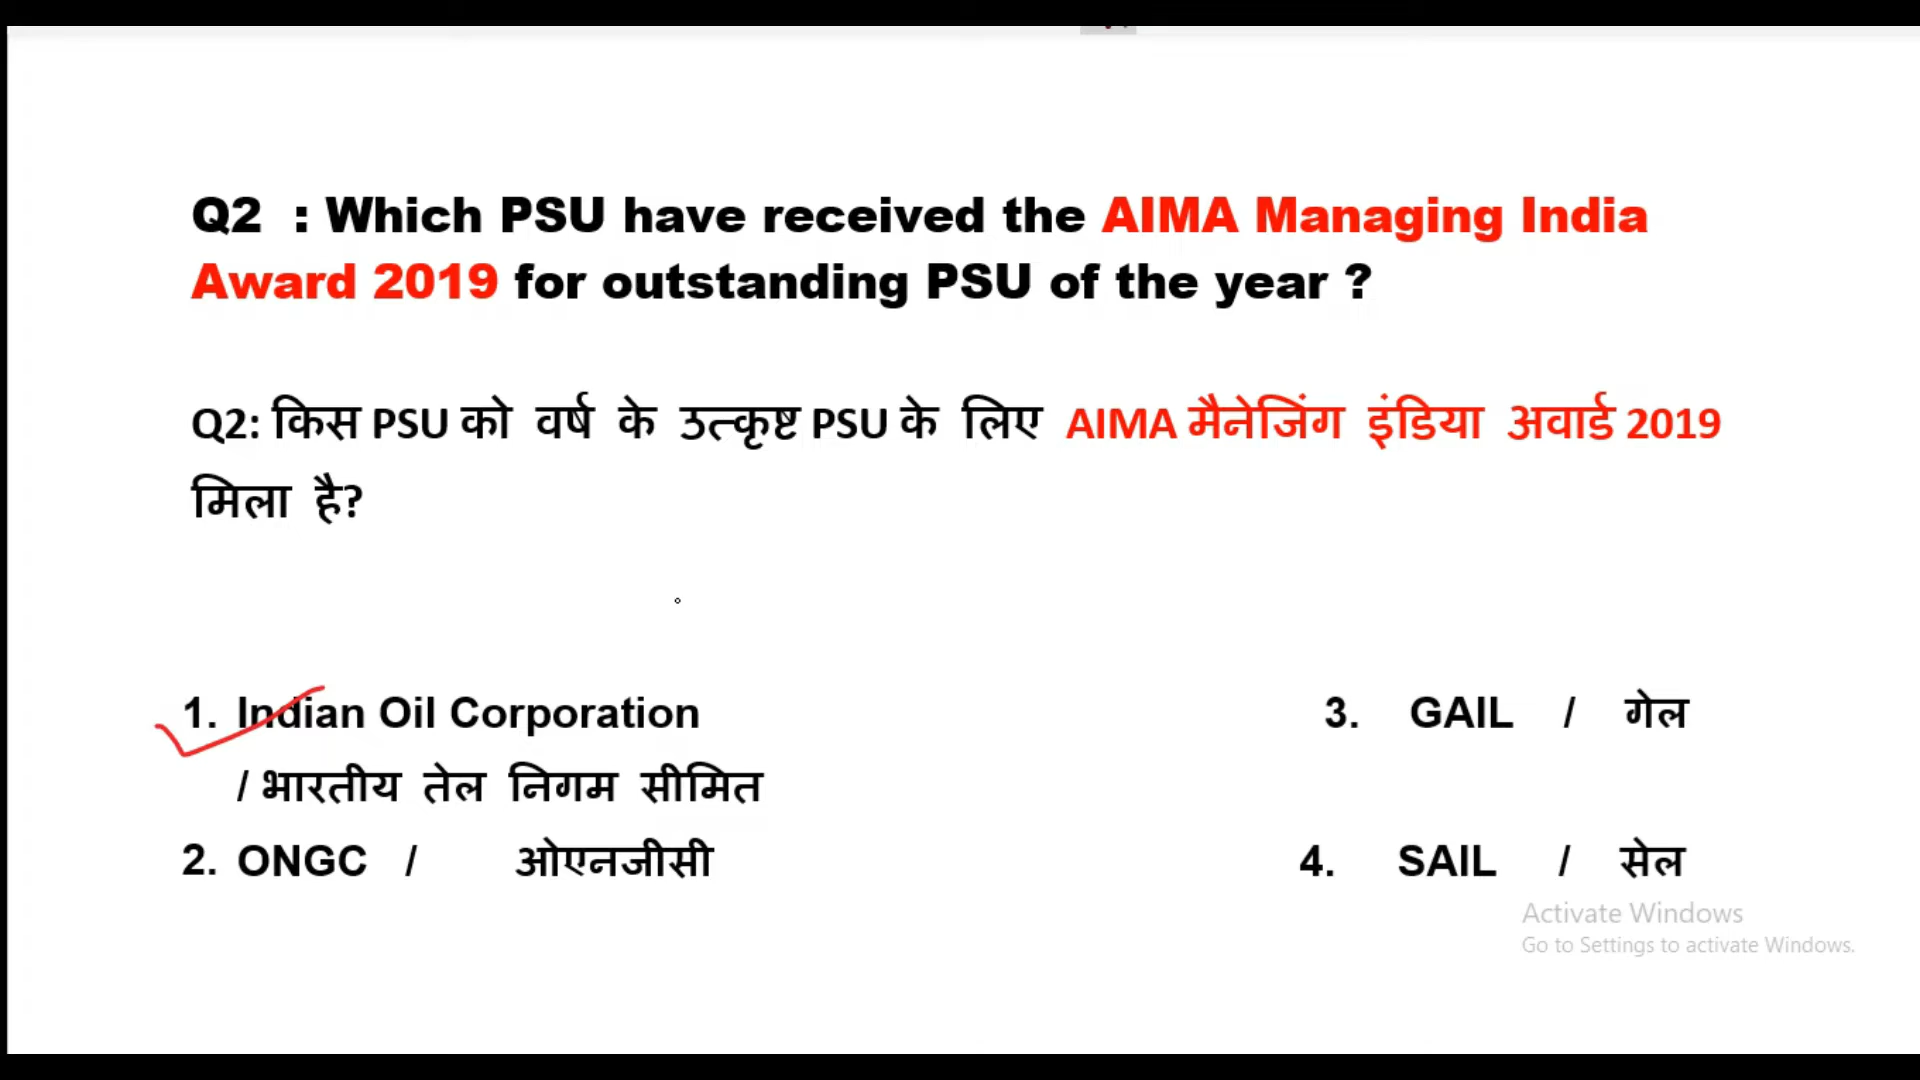 Q2 : Which PSU have received the AIMA Managing India
Award 2019 for outstanding PSU of the year ?
Q2: किस PSU को वर्ष के उत्कृष्ट PSU के लिए AIMA मैनेजिंग इंडिया अवार्ड 2019
मिला है?
1. Indian Oil Corporation
/ भारतीय तेल निगम सीमित
2. ONGC / ओएनजीसी
3. GAIL / गेल
4. SAIL / सेल
Activate Windows
Go to Settings to activate Windows.